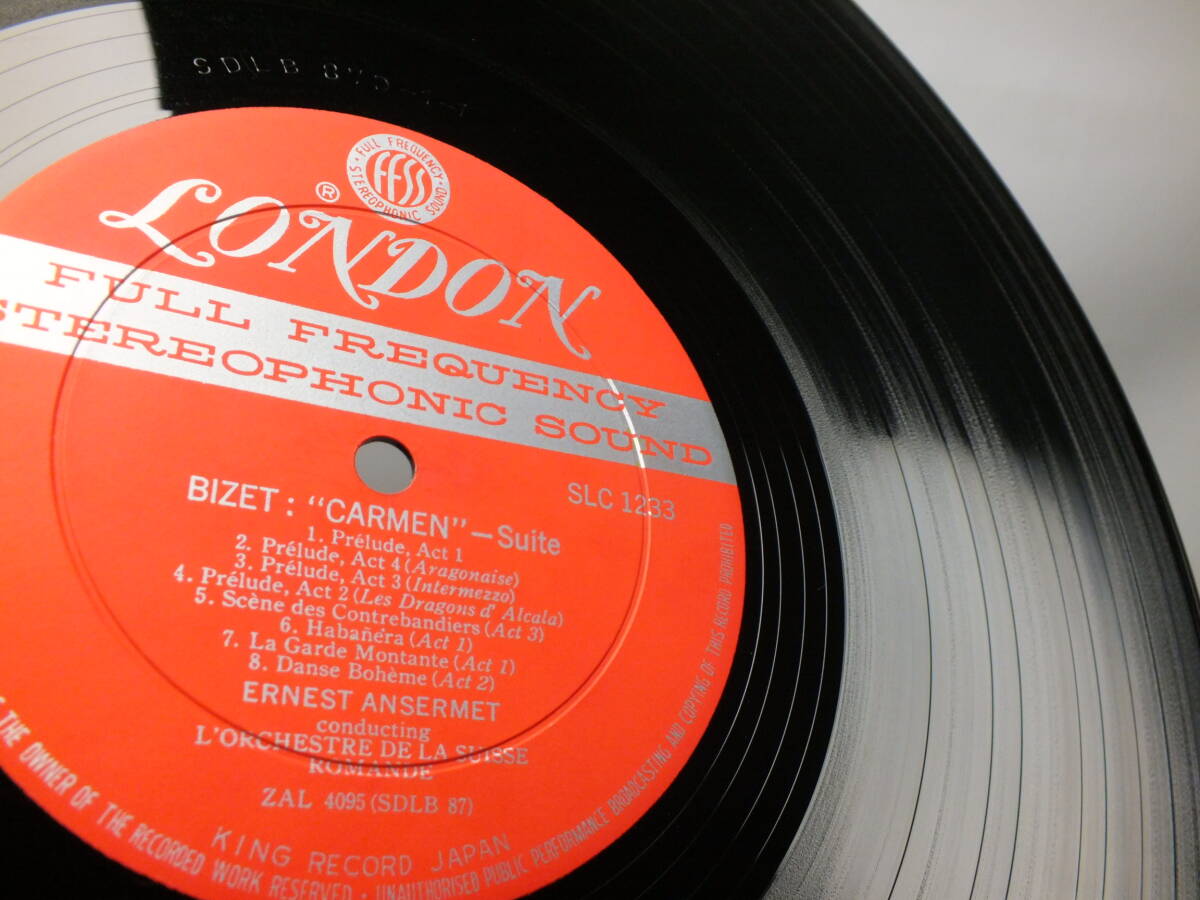 SDLB 87
· FULL FREQUENCY · STEREOPHONIC SOUND
FFSS
LONDON ®
FULL FREQUENCY
STEREOPHONIC SOUND
SLC 1233
BIZET : "CARMEN" – Suite
1. Prélude, Act 1
2. Prélude, Act 4 (Aragonaise)
3. Prélude, Act 3 (Intermezzo)
4. Prélude, Act 2 (Les Dragons d' Alcala)
5. Scène des Contrebandiers (Act 3)
6. Habañera (Act 1)
7. La Garde Montante (Act 1)
8. Danse Bohème (Act 2)
ERNEST ANSERMET
conducting
L'ORCHESTRE DE LA SUISSE
ROMANDE
ZAL 4095 (SDLB 87)
KING RECORD JAPAN
THE OWNER OF THE RECORDED WORK RESERVED · UNAUTHORISED PUBLIC PERFORMANCE BROADCASTING AND COPYING OF THIS RECORD PROHIBITED